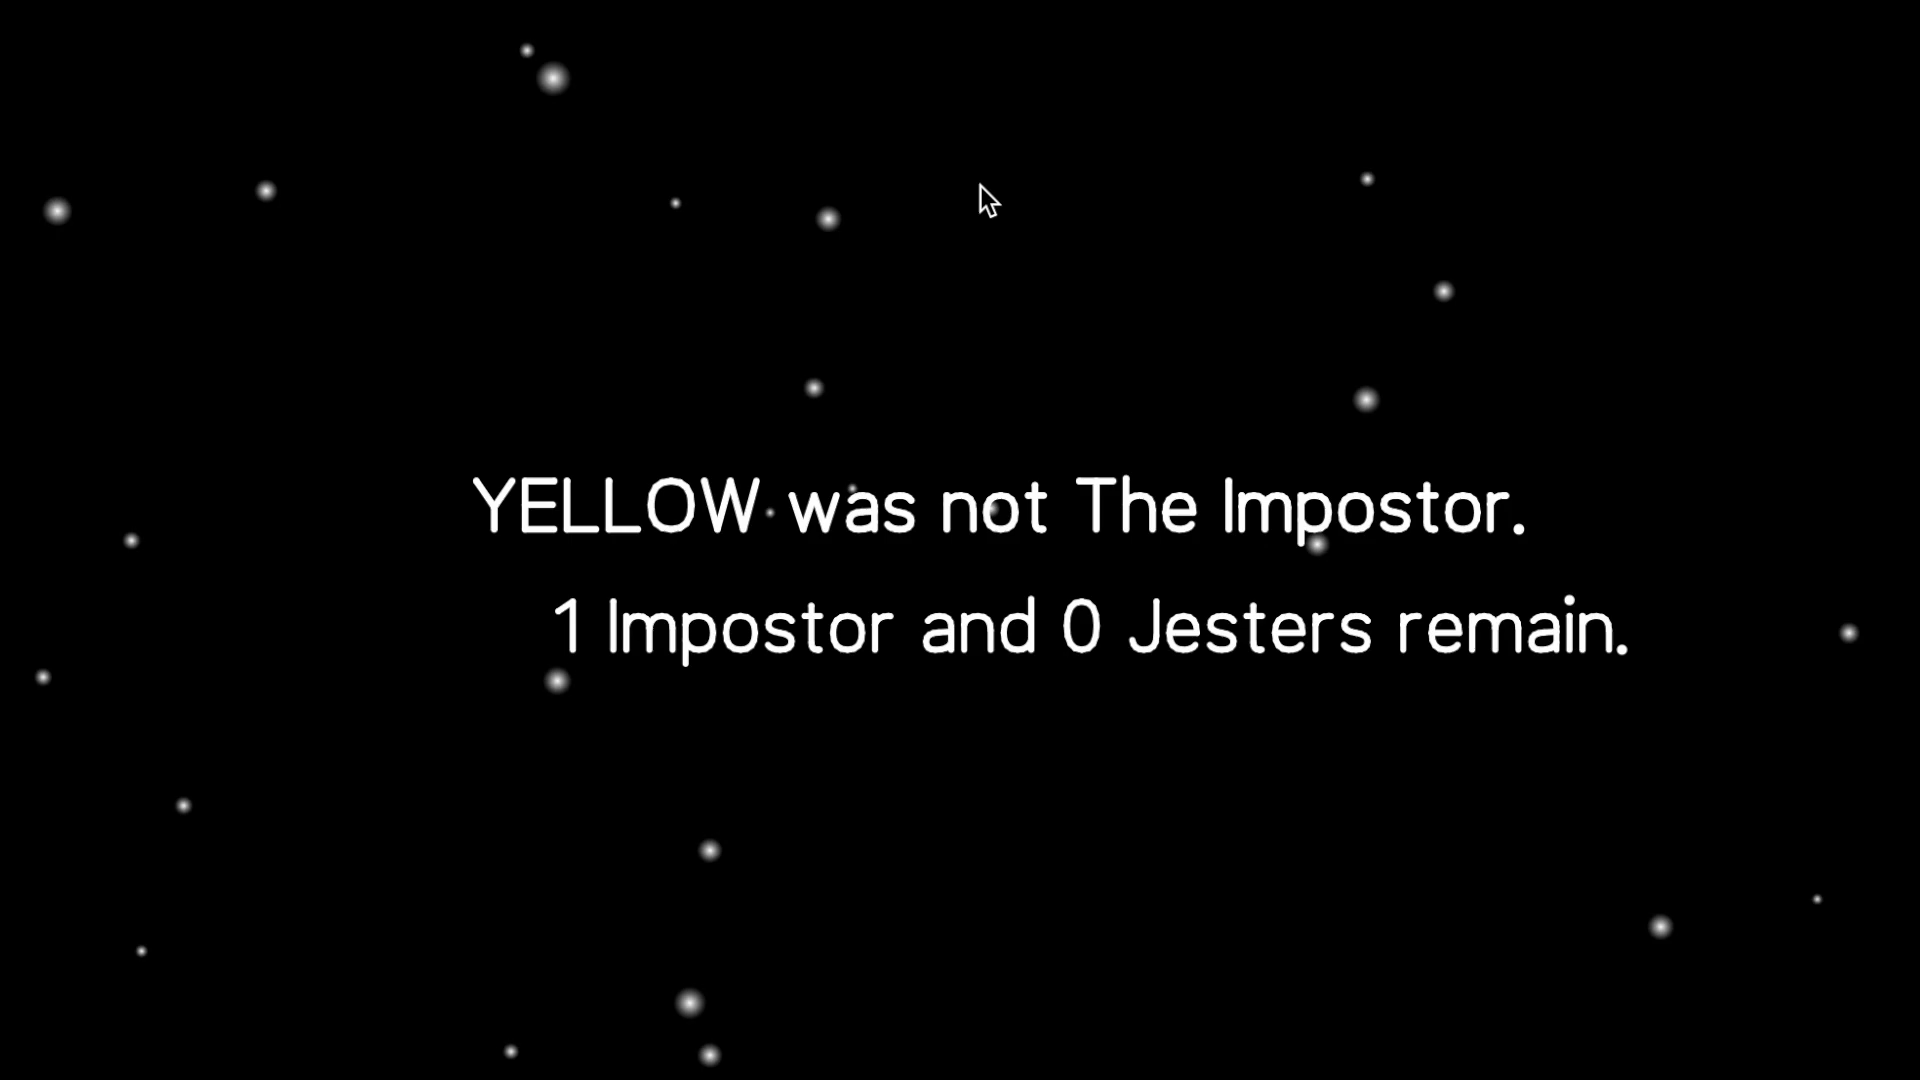 YELLOW was not The Impostor.
1 Impostor and 0 Jesters remain.